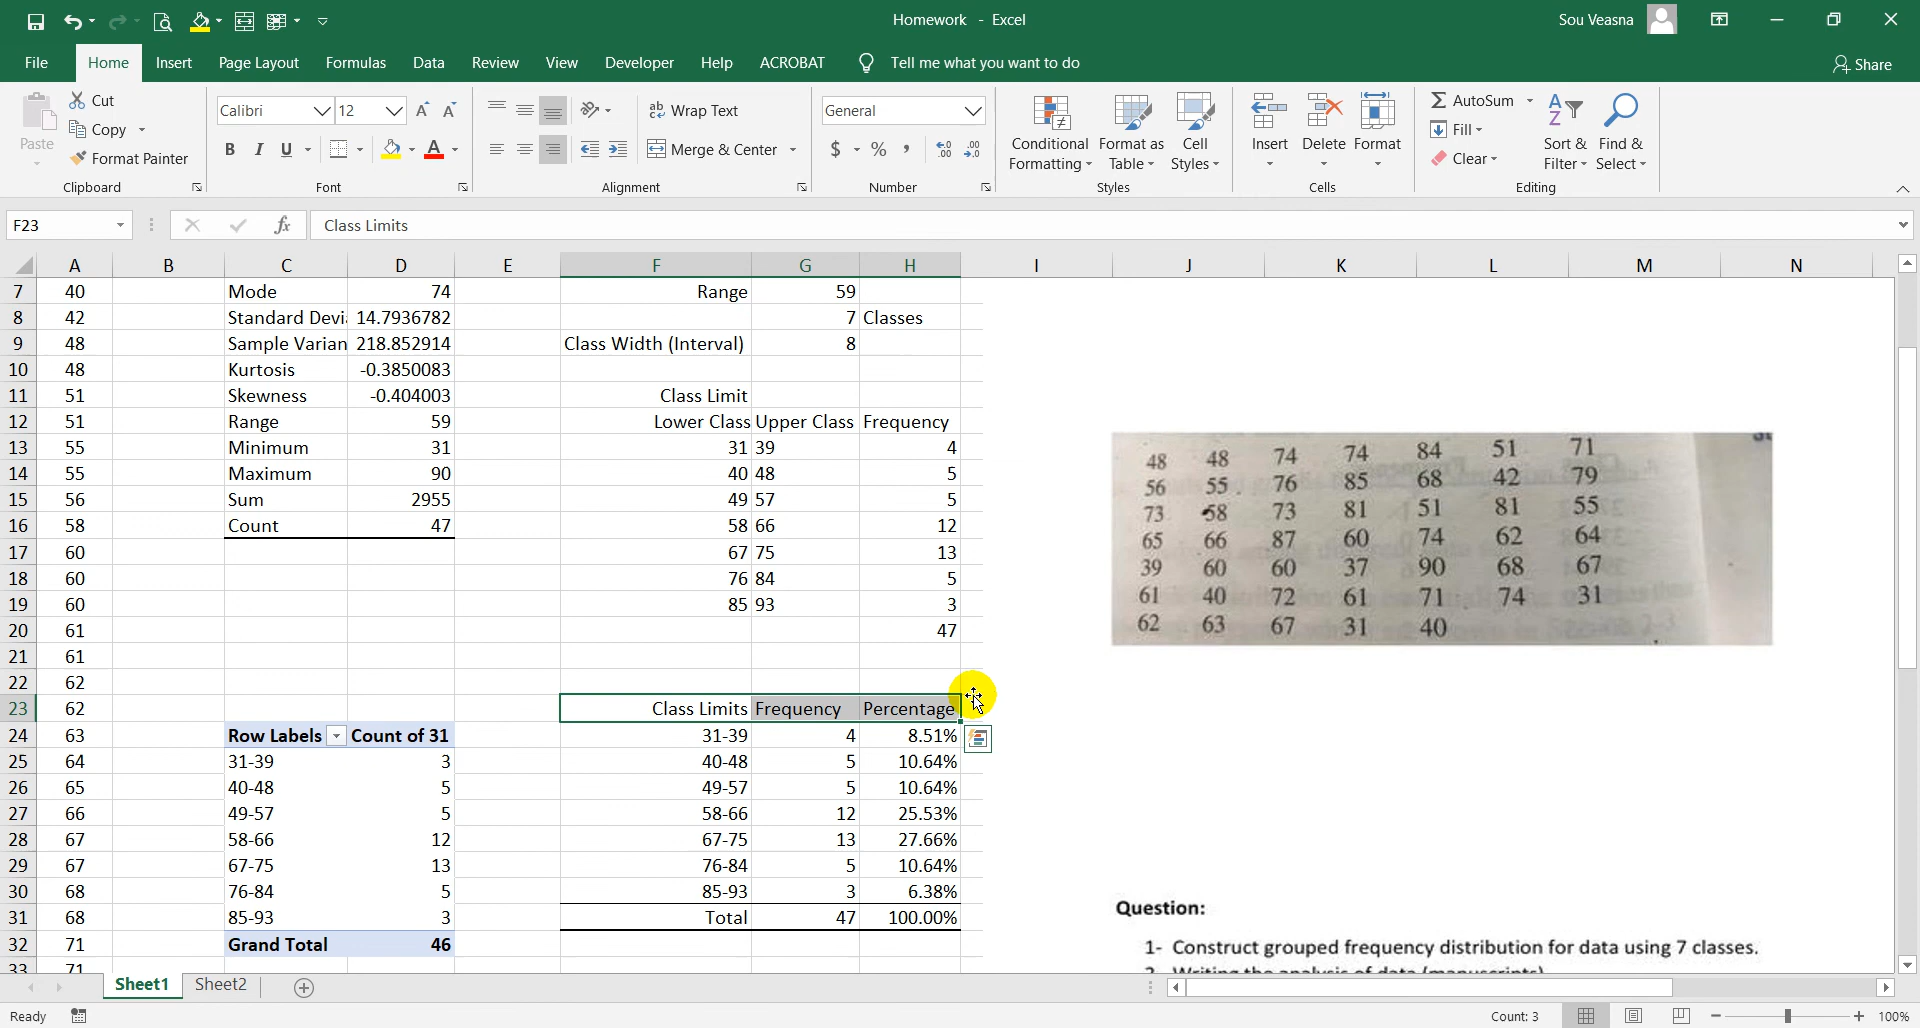 Homework - Excel
Sou Veasna
File Home Insert Page Layout Formulas Data Review View Developer Help ACROBAT Tell me what you want to do Share
Paste Cut Copy Format Painter Clipboard
Calibri 12 B I U A Font
ab Wrap Text Merge & Center Alignment
General $ % , Number
Conditional Formatting Format as Table Cell Styles Styles
Insert Delete Format Cells
AutoSum Fill Clear Sort & Filter Find & Select Editing
F23 fx Class Limits
A B C D E F G H I J K L M N
7 40 Mode 74 Range 59
8 42 Standard Devi 14.7936782 7 Classes
9 48 Sample Varian 218.852914 Class Width (Interval) 8
10 48 Kurtosis -0.3850083
11 51 Skewness -0.404003 Class Limit
12 51 Range 59 Lower Class Upper Class Frequency
13 55 Minimum 31 31 39 4
14 55 Maximum 90 40 48 5
15 56 Sum 2955 49 57 5
16 58 Count 47 58 66 12
17 60 67 75 13
18 60 76 84 5
19 60 85 93 3
20 61 47
21 61
22 62
23 62 Class Limits Frequency Percentage
24 63 Row Labels Count of 31 31-39 4 8.51%
25 64 31-39 3 40-48 5 10.64%
26 65 40-48 5 49-57 5 10.64%
27 66 49-57 5 58-66 12 25.53%
28 67 58-66 12 67-75 13 27.66%
29 67 67-75 13 76-84 5 10.64%
30 68 76-84 5 85-93 3 6.38%
31 68 85-93 3 Total 47 100.00%
32 71 Grand Total 46
33 71
48 48 74 74 84 51 71
56 55 76 85 68 42 79
73 58 73 81 51 81 55
65 66 87 60 74 62 64
39 60 60 37 90 68 67
61 40 72 61 71 74 31
62 63 67 31 40
Question:
1- Construct grouped frequency distribution for data using 7 classes.
2- Writing the analysis of data (manuscripts)
Sheet1 Sheet2
Ready Count: 3 100%